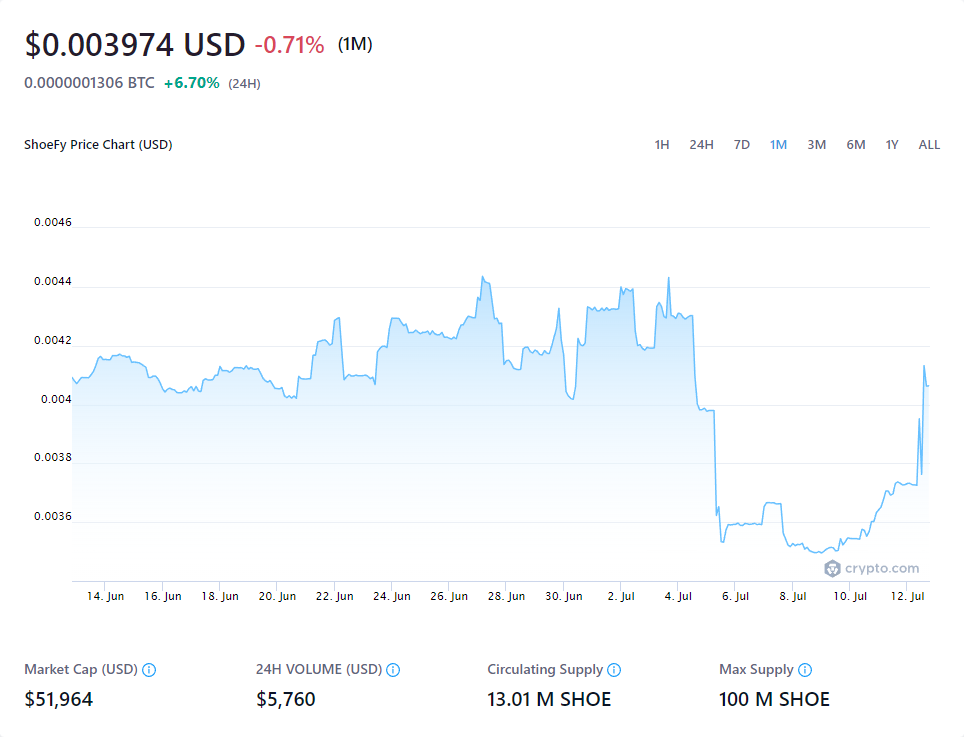 $0.003974 USD -0.71% (1M)
0.0000001306 BTC +6.70% (24H)
ShoeFy Price Chart (USD) 1H 24H 7D 1M 3M 6M 1Y ALL
0.0046
0.0044
0.0042
0.004
0.0038
0.0036
crypto.com
14. Jun 16. Jun 18. Jun 20. Jun 22. Jun 24. Jun 26. Jun 28. Jun 30. Jun 2. Jul 4. Jul 6. Jul 8. Jul 10. Jul 12. Jul
Market Cap (USD) 24H VOLUME (USD) Circulating Supply Max Supply
$51,964 $5,760 13.01 M SHOE 100 M SHOE